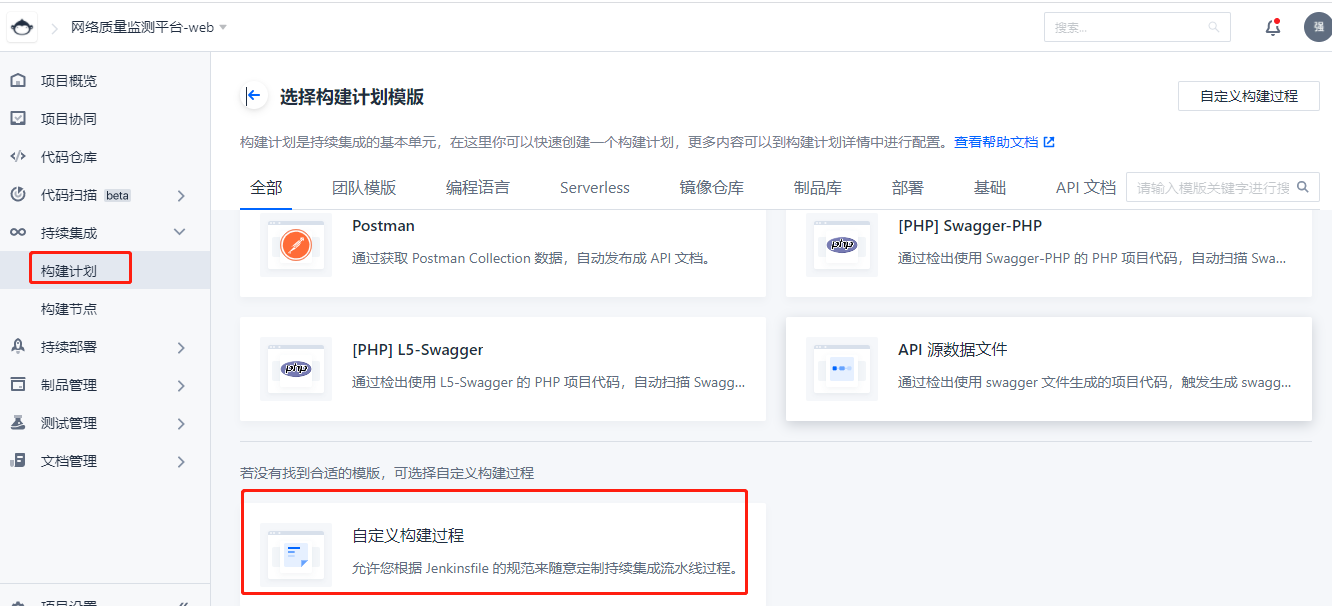 网络质量监测平台-web
搜索...
强
项目概览
项目协同
代码仓库
代码扫描 beta
持续集成
构建计划
构建节点
持续部署
制品管理
测试管理
文档管理
项目设置
选择构建计划模版
自定义构建过程
构建计划是持续集成的基本单元，在这里你可以快速创建一个构建计划，更多内容可以到构建计划详情中进行配置。查看帮助文档
全部 团队模版 编程语言 Serverless 镜像仓库 制品库 部署 基础 API 文档 请输入模版关键字进行搜
Postman
通过获取 Postman Collection 数据，自动发布成 API 文档。
[PHP] Swagger-PHP
通过检出使用 Swagger-PHP 的 PHP 项目代码，自动扫描 Swa...
[PHP] L5-Swagger
通过检出使用 L5-Swagger 的 PHP 项目代码，自动扫描 Swagg...
API 源数据文件
通过检出使用 swagger 文件生成的项目代码，触发生成 swagg...
若没有找到合适的模版，可选择自定义构建过程
自定义构建过程
允许您根据 Jenkinsfile 的规范来随意定制持续集成流水线过程。
php
php